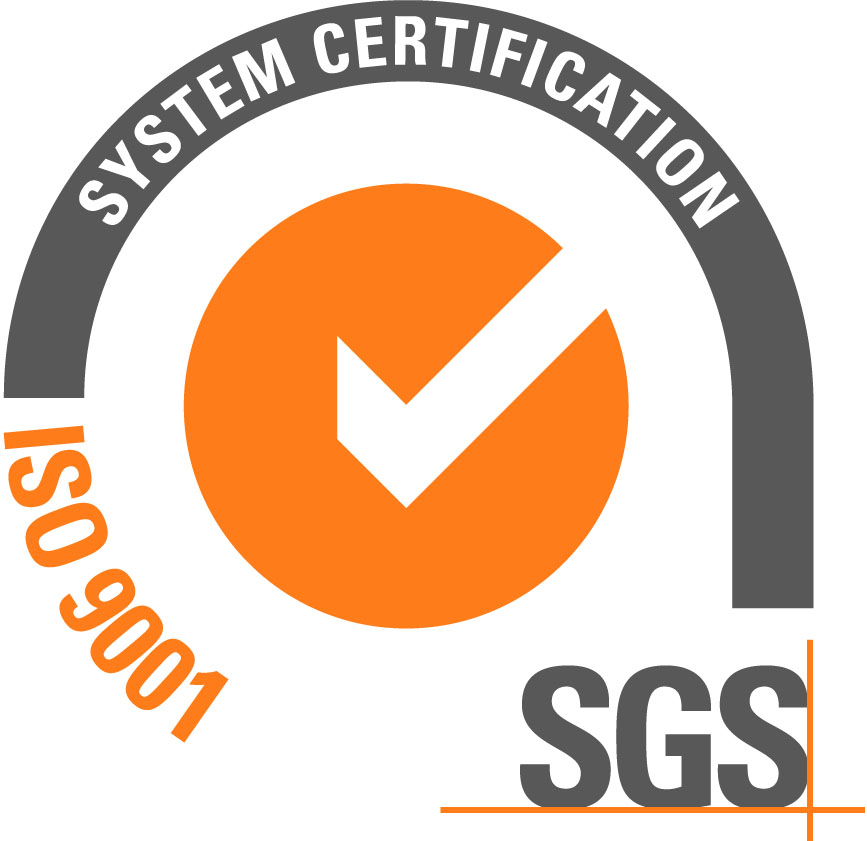 SYSTEM CERTIFICATION
ISO 9001
SGS